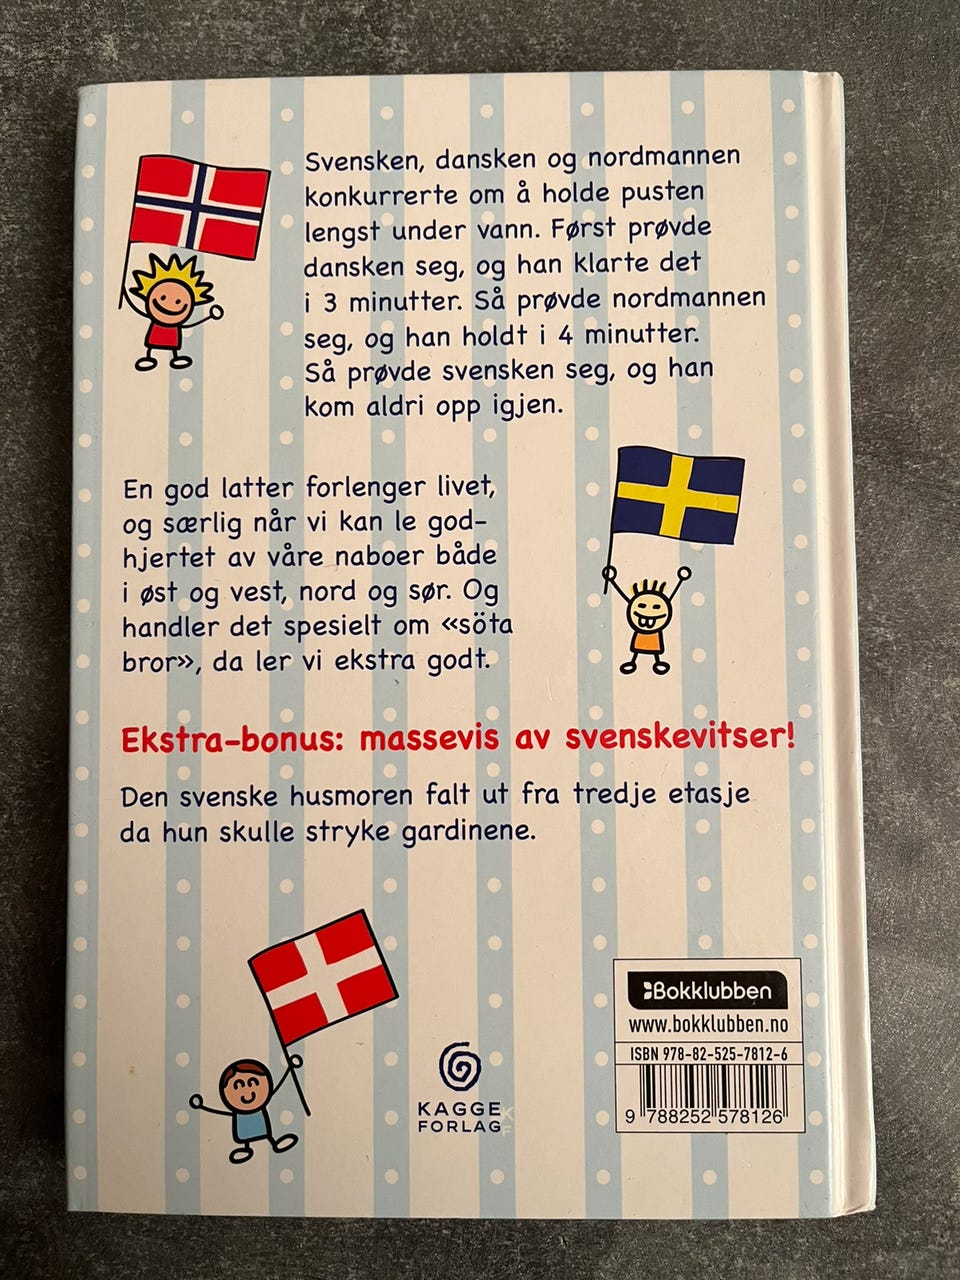 Svensken, dansken og nordmannen
konkurrerte om å holde pusten
lengst under vann. Først prøvde
dansken seg, og han klarte det
i 3 minutter. Så prøvde nordmannen
seg, og han holdt i 4 minutter.
Så prøvde svensken seg, og han
kom aldri opp igjen.
En god latter forlenger livet,
og særlig når vi kan le god-
hjertet av våre naboer både
i øst og vest, nord og sør. Og
handler det spesielt om «söta
bror», da ler vi ekstra godt.
Ekstra-bonus: massevis av svenskevitser!
Den svenske husmoren falt ut fra tredje etasje
da hun skulle stryke gardinene.
Bokklubben
www.bokklubben.no
ISBN 978-82-525-7812-6
9 788252 578126
KAGGE
FORLAG
K
F